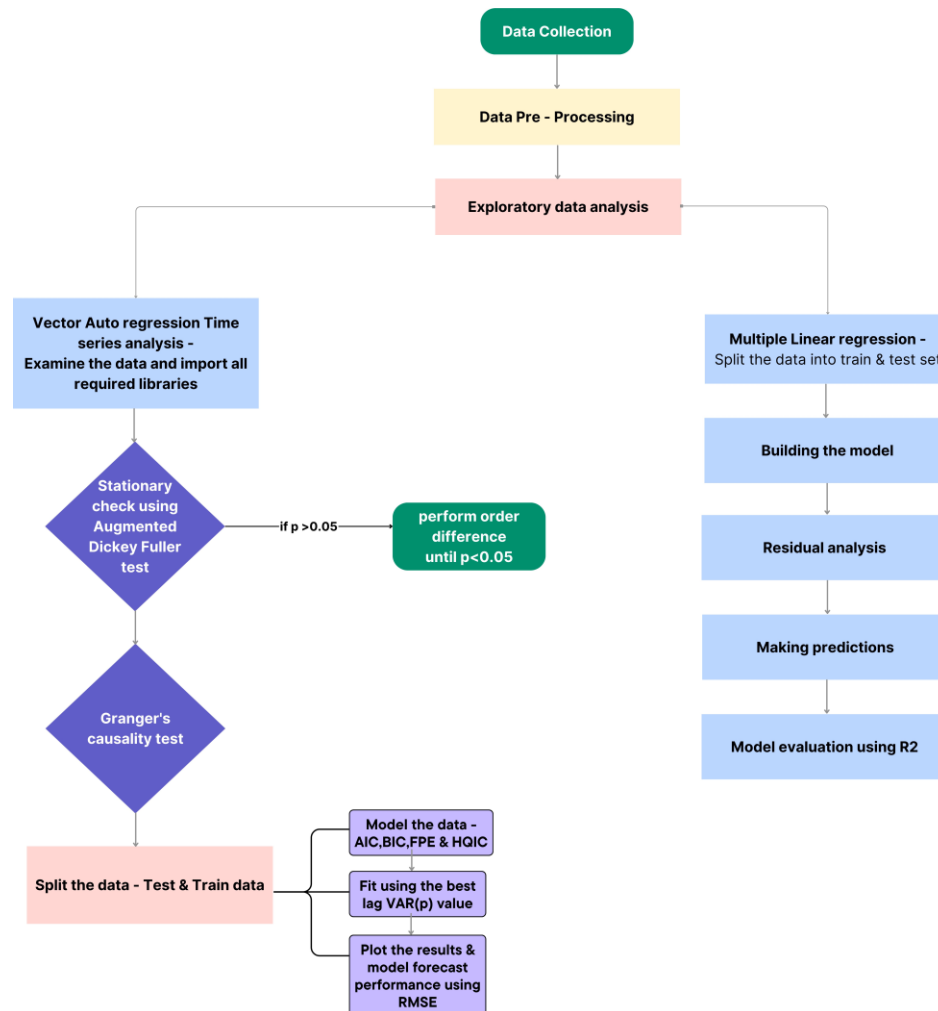 Data Collection
Data Pre - Processing
Exploratory data analysis
Vector Auto regression Time
series analysis -
Examine the data and import all
required libraries
Stationary
check using
Augmented
Dickey Fuller
test
if p >0.05
perform order
difference
until p<0.05
Granger's
causality test
Split the data - Test & Train data
Model the data -
AIC,BIC,FPE & HQIC
Fit using the best
lag VAR(p) value
Plot the results &
model forecast
performance using
RMSE
Multiple Linear regression -
Split the data into train & test set
Building the model
Residual analysis
Making predictions
Model evaluation using R2